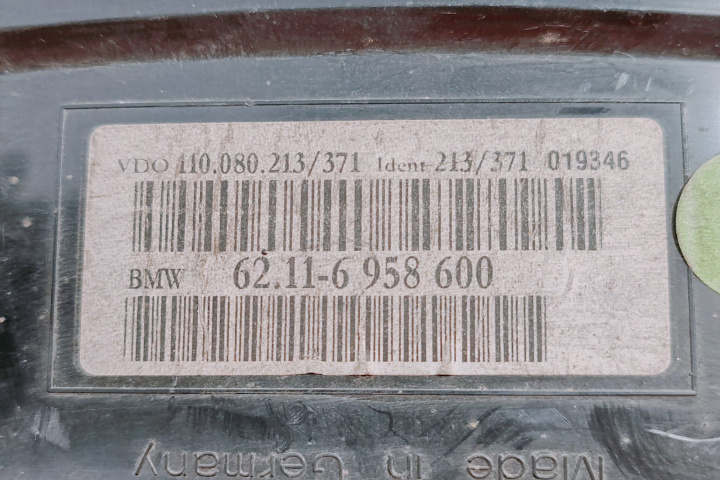 VDO 110.080.213/371 Ident 213/371 019346
BMW 62.11-6 958 600
Made in Germany